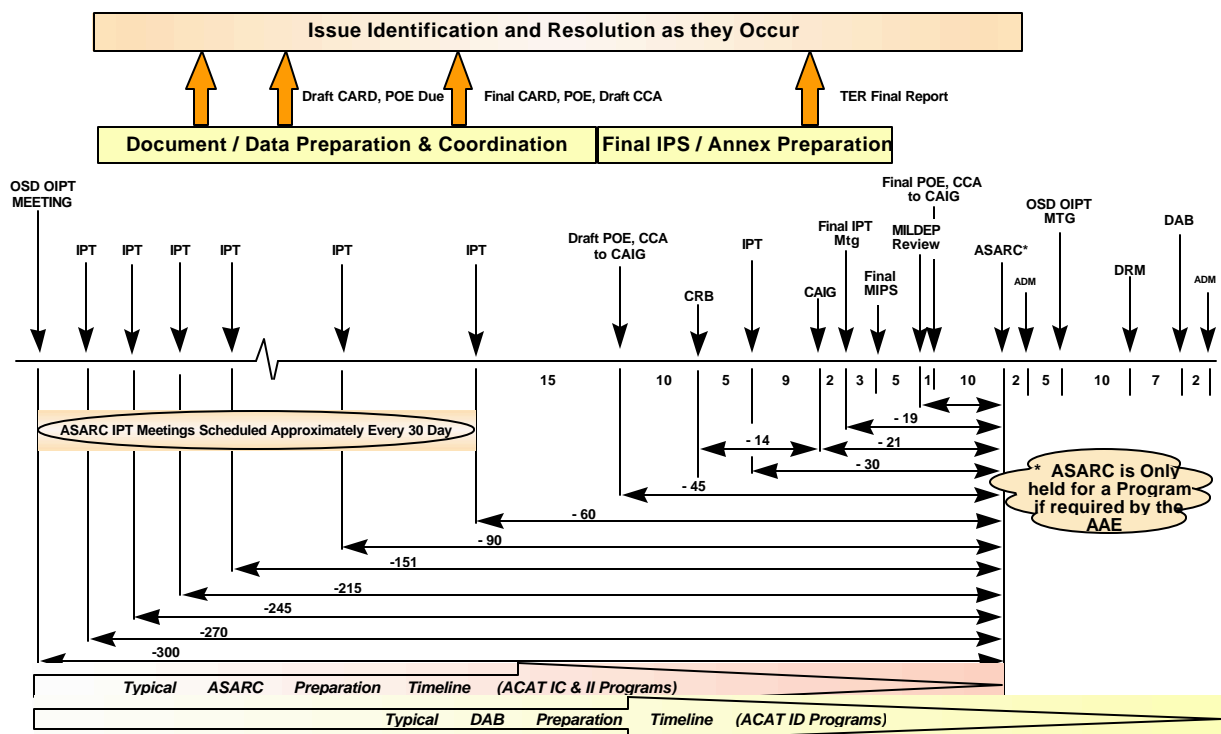 Issue Identification and Resolution as they Occur
Draft CARD, POE Due
Final CARD, POE, Draft CCA
TER Final Report
Document / Data Preparation & Coordination
Final IPS / Annex Preparation
OSD OIPT
MEETING
IPT
IPT
IPT
IPT
IPT
IPT
Draft POE, CCA
to CAIG
CRB
IPT
CAIG
Final IPT
Mtg
Final
MIPS
MILDEP
Review
Final POE, CCA
to CAIG
ASARC*
ADM
OSD OIPT
MTG
DRM
DAB
ADM
15
10
5
9
2
3
5
1
10
2
5
10
7
2
ASARC IPT Meetings Scheduled Approximately Every 30 Day
- 19
- 14
- 21
- 30
- 45
- 60
- 90
-151
-215
-245
-270
-300
* ASARC is Only
held for a Program
if required by the
AAE
Typical ASARC Preparation Timeline (ACAT IC & II Programs)
Typical DAB Preparation Timeline (ACAT ID Programs)